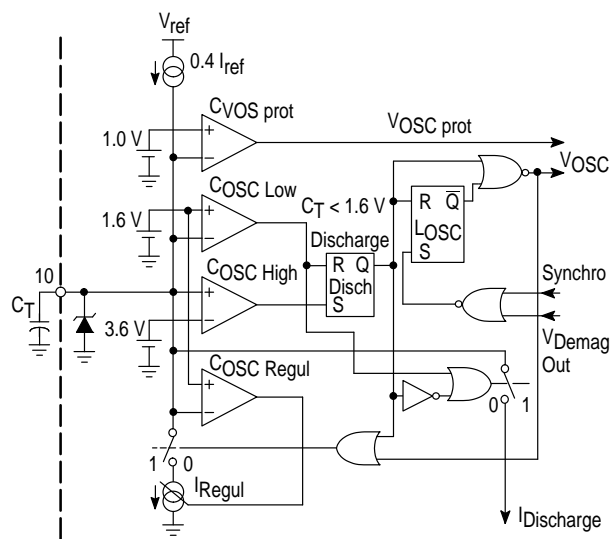 Vref
0.4 Iref
CVOS prot
+
1.0 V
–
VOSC prot
COSC Low
+
1.6 V
–
CT < 1.6 V
VOSC
R Q̅
LOSC
S
Discharge
R Q
Disch
S
COSC High
+
10
CT
3.6 V
–
Synchro
VDemag
Out
COSC Regul
+
–
0 1
1 0
IRegul
IDischarge